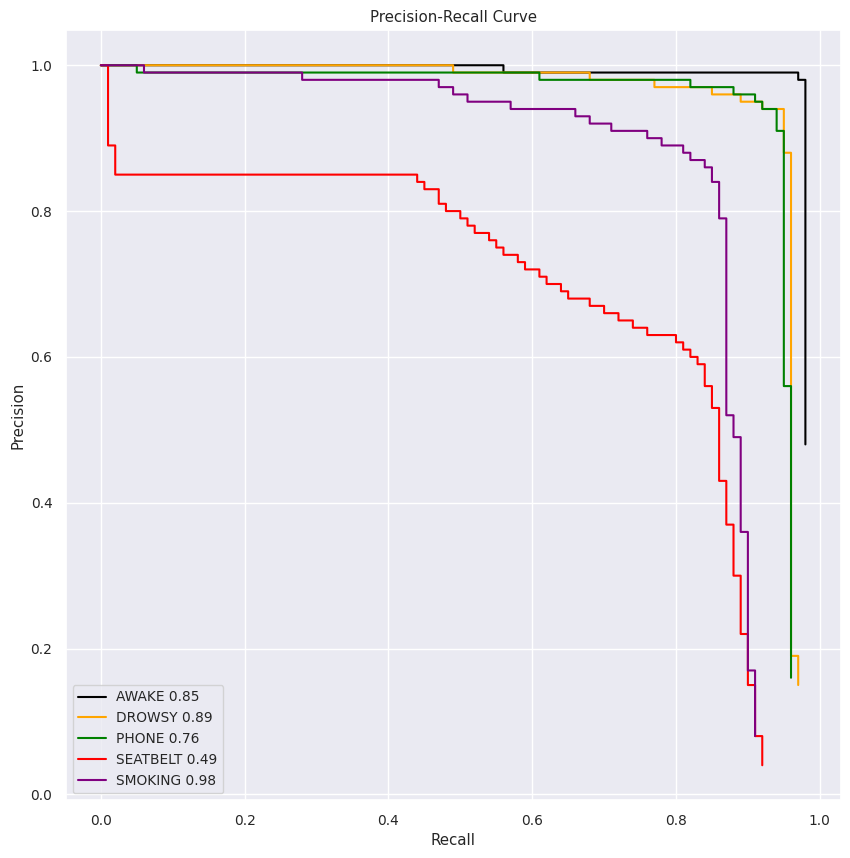 Precision-Recall Curve
1.0
0.8
0.6
0.4
0.2
0.0
Precision
AWAKE 0.85
DROWSY 0.89
PHONE 0.76
SEATBELT 0.49
SMOKING 0.98
0.0 0.2 0.4 0.6 0.8 1.0
Recall